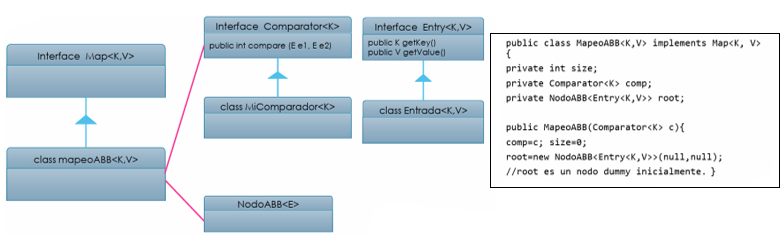 Interface Map<K,V>
class mapeoABB<K,V>
Interface Comparator<K>
public int compare (E e1, E e2)
class MiComparador<K>
NodoABB<E>
Interface Entry<K,V>
public K getKey()
public V getValue()
class Entrada<K,V>
public class MapeoABB<K,V> implements Map<K, V>
{
private int size;
private Comparator<K> comp;
private NodoABB<Entry<K,V>> root;
public MapeoABB(Comparator<K> c){
comp=c; size=0;
root=new NodoABB<Entry<K,V>>(null,null);
//root es un nodo dummy inicialmente. }